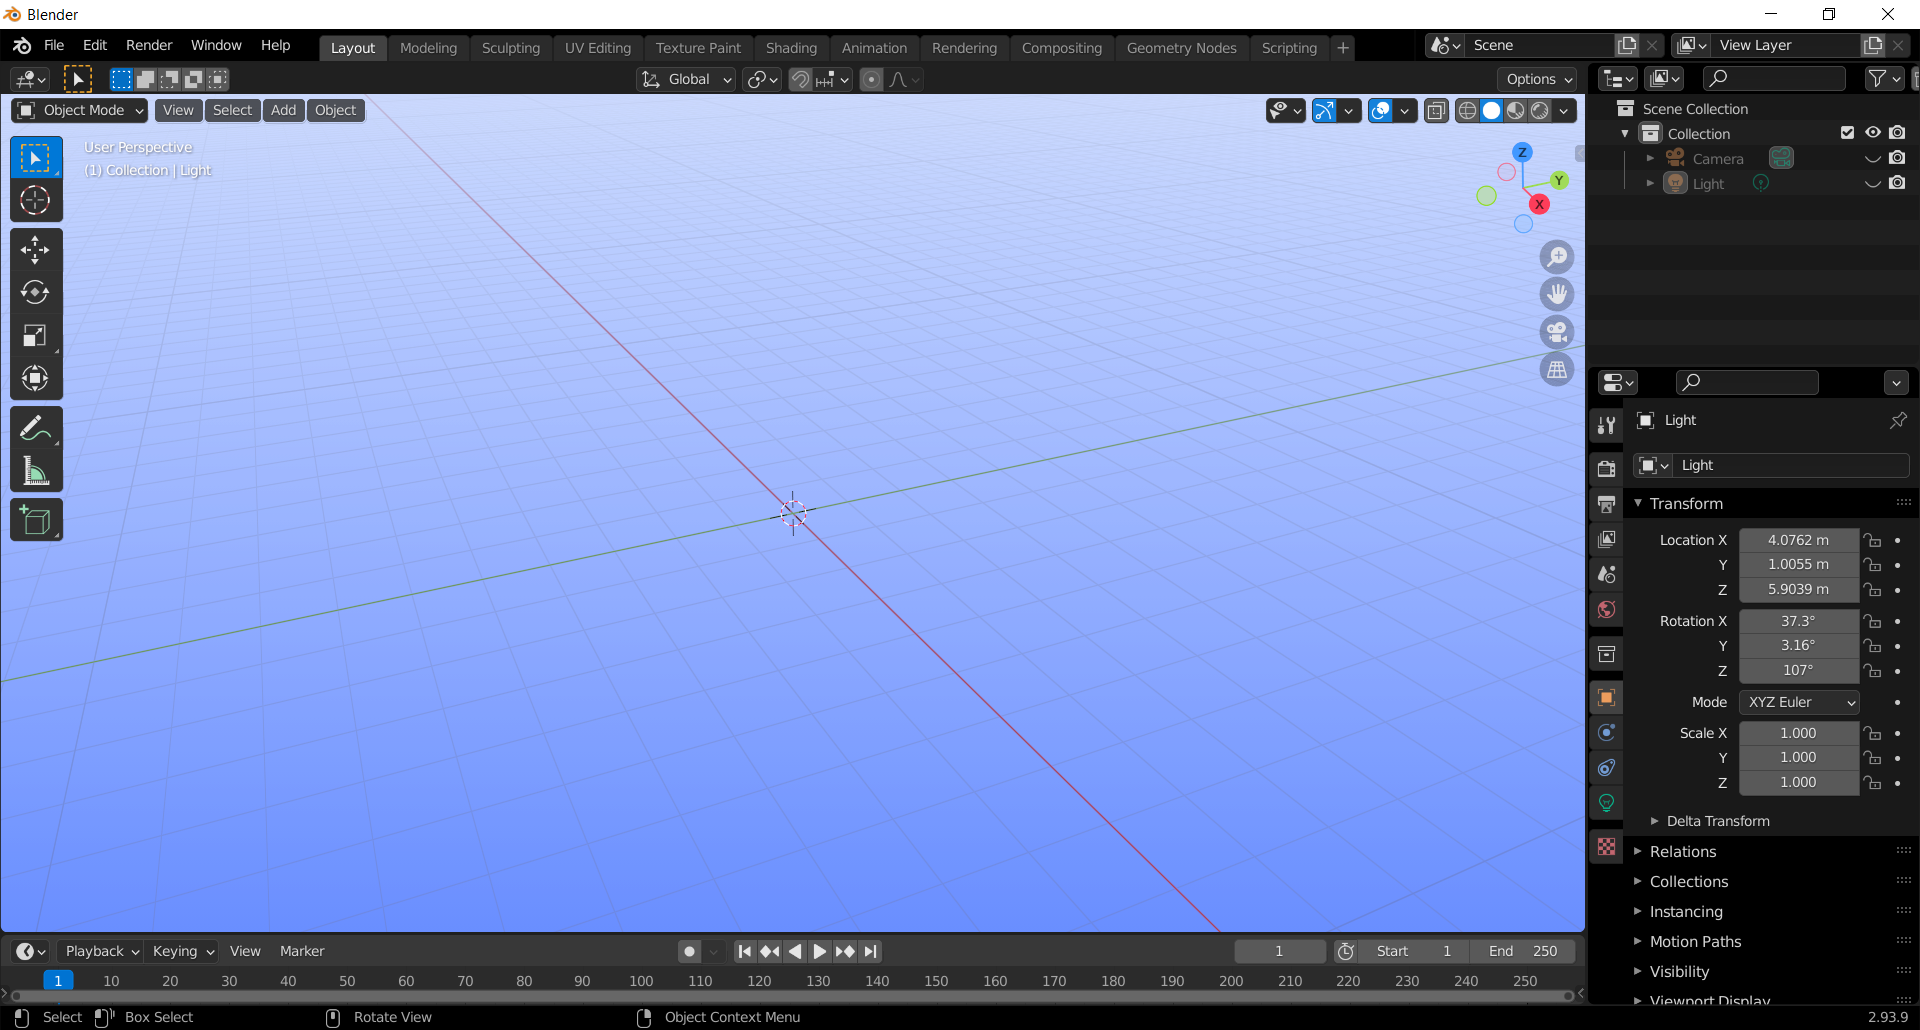 Blender
File Edit Render Window Help Layout Modeling Sculpting UV Editing Texture Paint Shading Animation Rendering Compositing Geometry Nodes Scripting + Scene View Layer
Global Options
Object Mode View Select Add Object
User Perspective
(1) Collection | Light
Z
Y
X
Scene Collection
Collection
Camera
Light
Light
Light
Transform
Location X 4.0762 m
Y 1.0055 m
Z 5.9039 m
Rotation X 37.3°
Y 3.16°
Z 107°
Mode XYZ Euler
Scale X 1.000
Y 1.000
Z 1.000
Delta Transform
Relations
Collections
Instancing
Motion Paths
Visibility
Viewport Display
Playback Keying View Marker 1 Start 1 End 250
1 10 20 30 40 50 60 70 80 90 100 110 120 130 140 150 160 170 180 190 200 210 220 230 240 250
Select Box Select Rotate View Object Context Menu 2.93.9